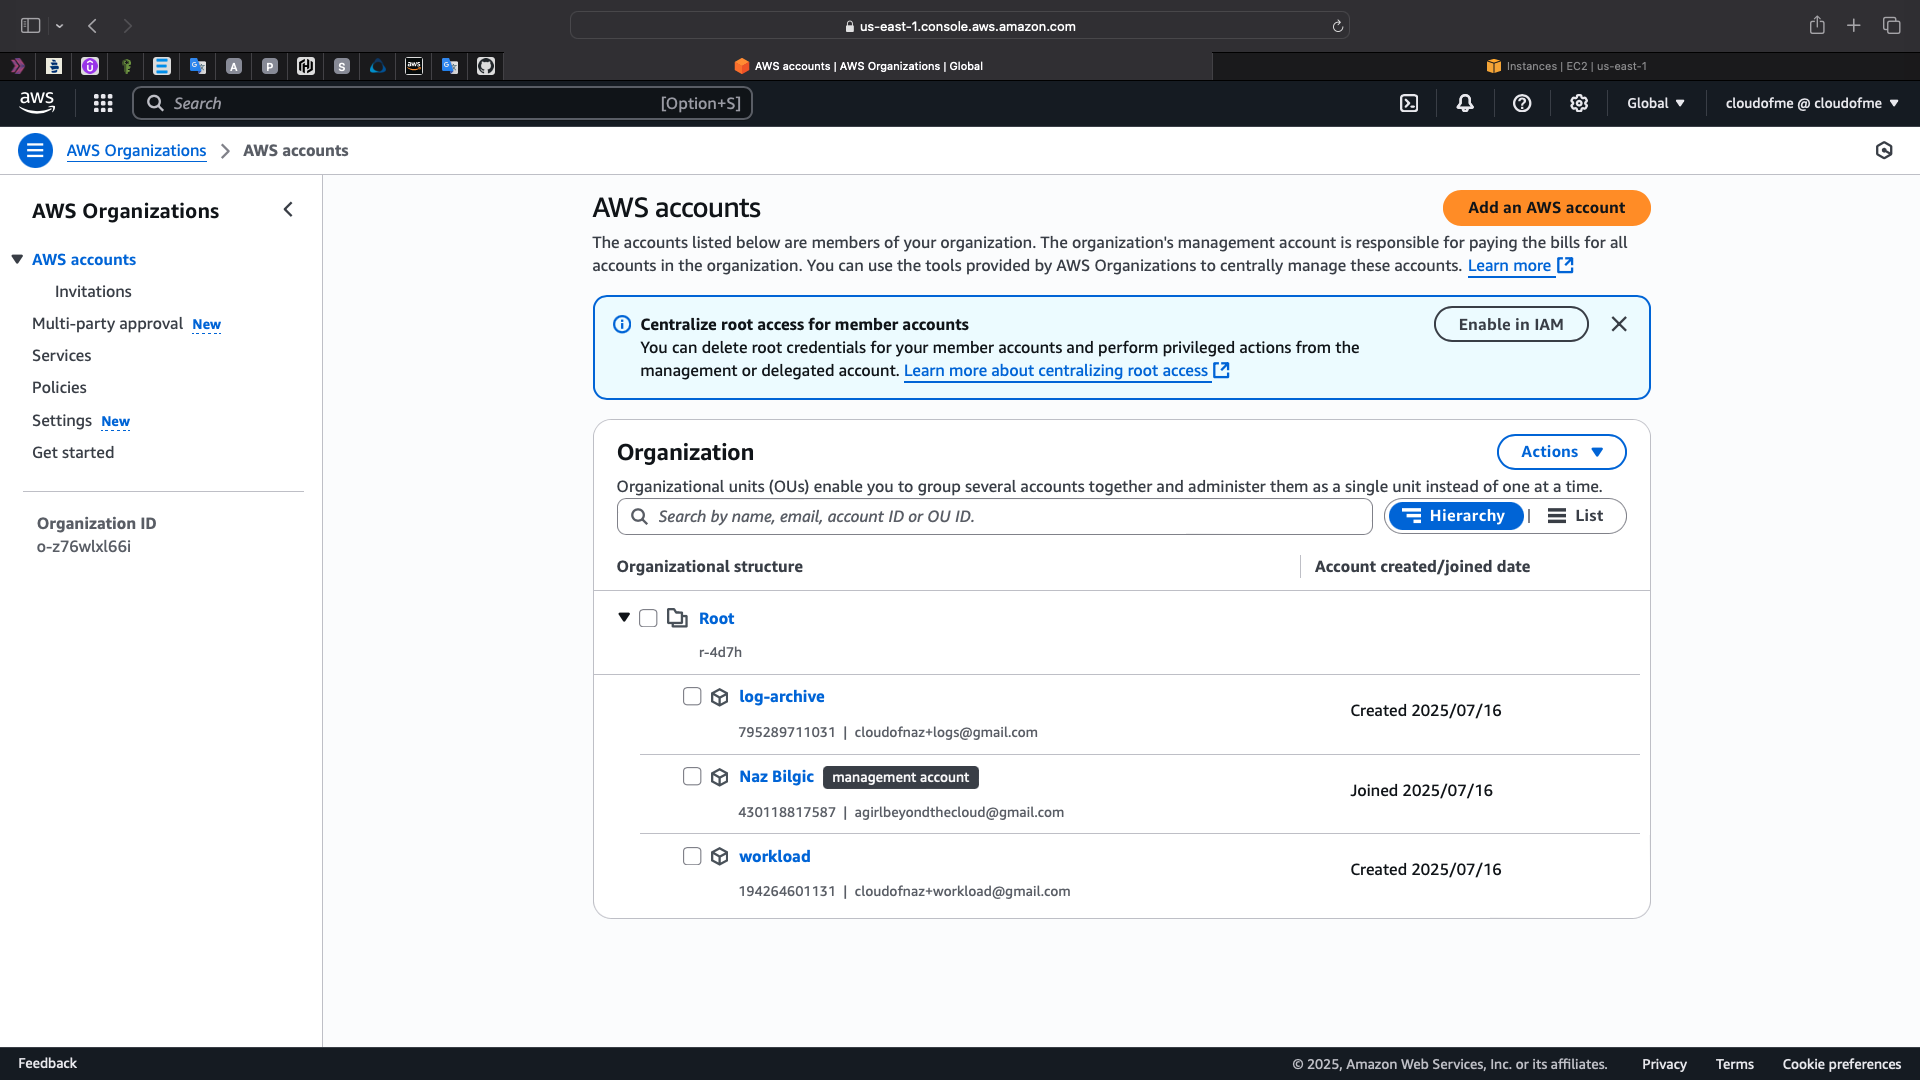 us-east-1.console.aws.amazon.com
A
P
S
aws
AWS accounts | AWS Organizations | Global
Instances | EC2 | us-east-1
aws
Search
[Option+S]
Global
cloudofme @ cloudofme
AWS Organizations
AWS accounts
AWS Organizations
AWS accounts
Invitations
Multi-party approval New
Services
Policies
Settings New
Get started
Organization ID
o-z76wlxl66i
AWS accounts
Add an AWS account
The accounts listed below are members of your organization. The organization's management account is responsible for paying the bills for all
accounts in the organization. You can use the tools provided by AWS Organizations to centrally manage these accounts. Learn more
Centralize root access for member accounts
Enable in IAM
You can delete root credentials for your member accounts and perform privileged actions from the
management or delegated account. Learn more about centralizing root access
Organization
Actions
Organizational units (OUs) enable you to group several accounts together and administer them as a single unit instead of one at a time.
Search by name, email, account ID or OU ID.
Hierarchy | List
Organizational structure
Account created/joined date
Root
r-4d7h
log-archive
795289711031 | cloudofnaz+logs@gmail.com
Created 2025/07/16
Naz Bilgic management account
430118817587 | agirlbeyondthecloud@gmail.com
Joined 2025/07/16
workload
194264601131 | cloudofnaz+workload@gmail.com
Created 2025/07/16
Feedback
© 2025, Amazon Web Services, Inc. or its affiliates.
Privacy
Terms
Cookie preferences